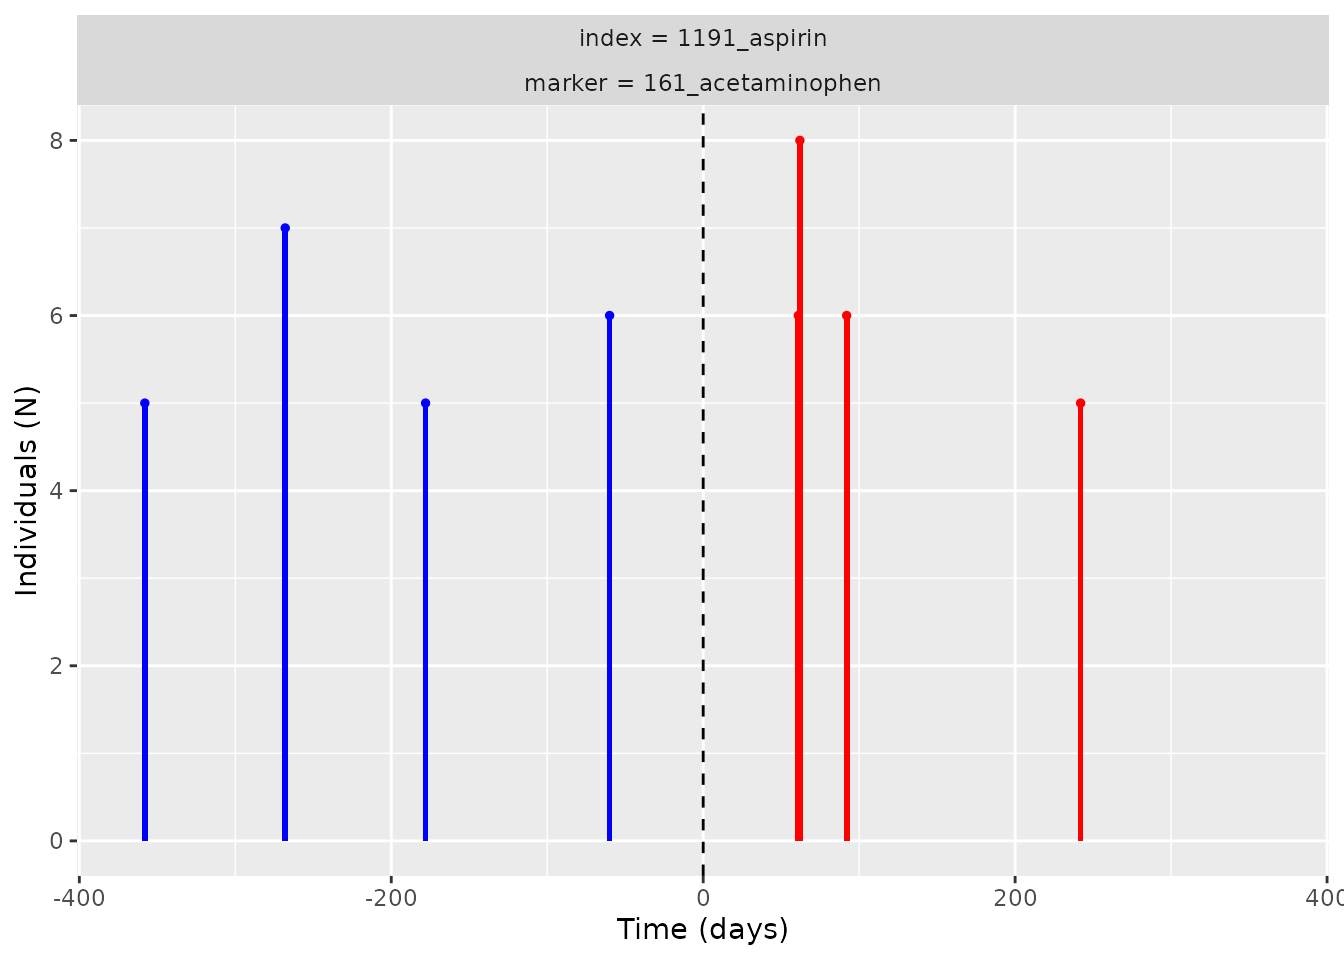 index = 1191_aspirin
marker = 161_acetaminophen
Individuals (N)
8
6
4
2
0
-400
-200
0
200
400
Time (days)